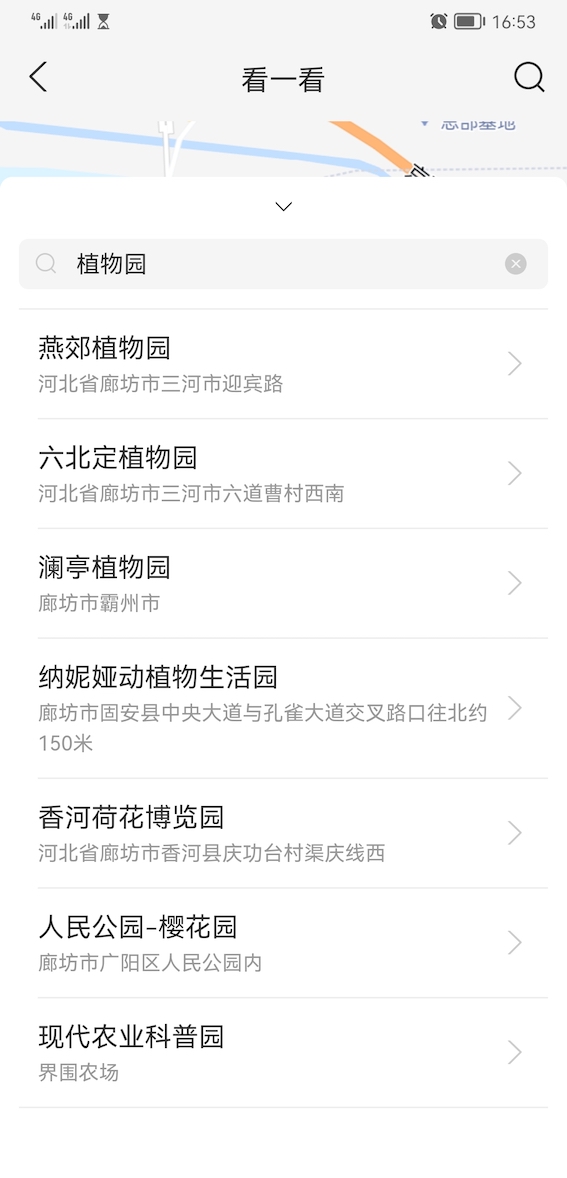 4G 4G 16:53
看一看
总部基地
植物园
燕郊植物园
河北省廊坊市三河市迎宾路
六北定植物园
河北省廊坊市三河市六道曹村西南
澜亭植物园
廊坊市霸州市
纳妮娅动植物生活园
廊坊市固安县中央大道与孔雀大道交叉路口往北约
150米
香河荷花博览园
河北省廊坊市香河县庆功台村渠庆线西
人民公园-樱花园
廊坊市广阳区人民公园内
现代农业科普园
界围农场